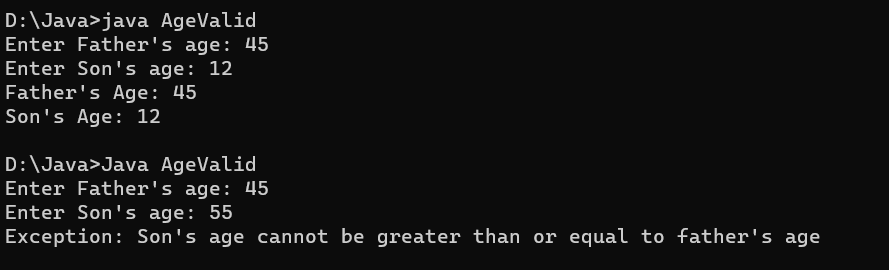 D:\Java>java AgeValid
Enter Father's age: 45
Enter Son's age: 12
Father's Age: 45
Son's Age: 12
D:\Java>Java AgeValid
Enter Father's age: 45
Enter Son's age: 55
Exception: Son's age cannot be greater than or equal to father's age